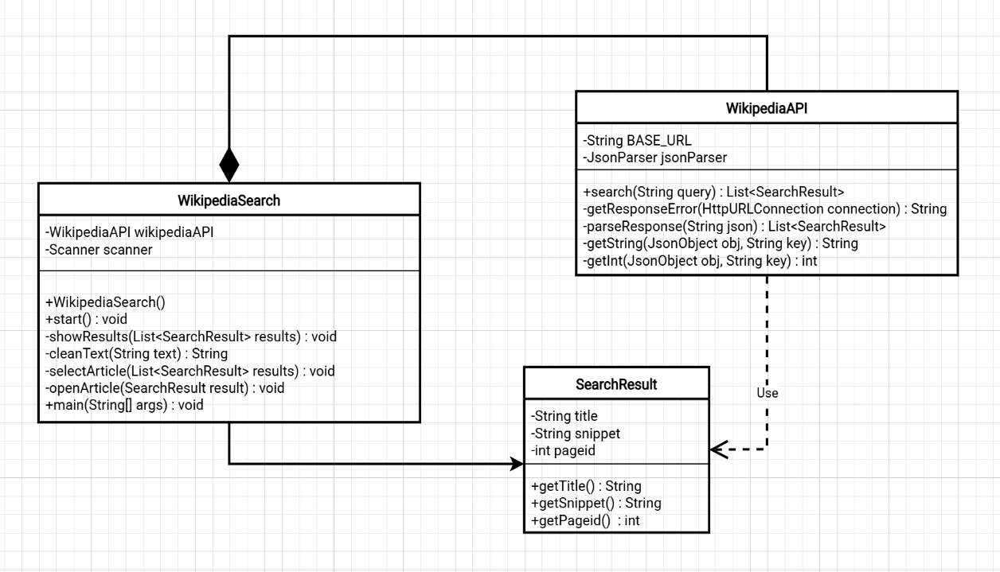 WikipediaAPI
-String BASE_URL
-JsonParser jsonParser
+search(String query) : List<SearchResult>
-getResponseError(HttpURLConnection connection) : String
-parseResponse(String json) : List<SearchResult>
-getString(JsonObject obj, String key) : String
-getInt(JsonObject obj, String key) : int
WikipediaSearch
-WikipediaAPI wikipediaAPI
-Scanner scanner
+WikipediaSearch()
+start() : void
-showResults(List<SearchResult> results) : void
-cleanText(String text) : String
-selectArticle(List<SearchResult> results) : void
-openArticle(SearchResult result) : void
+main(String[] args) : void
Use
SearchResult
-String title
-String snippet
-int pageid
+getTitle() : String
+getSnippet() : String
+getPageid()  : int